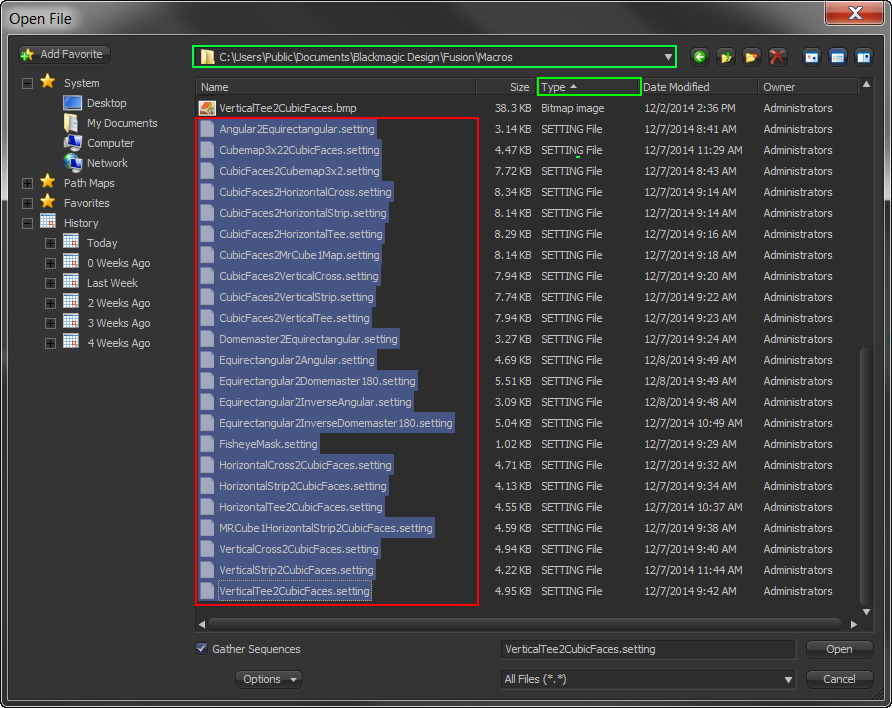 Open File
Add Favorite
C:\Users\Public\Documents\Blackmagic Design\Fusion\Macros
System
Desktop
My Documents
Computer
Network
Path Maps
Favorites
History
Today
0 Weeks Ago
Last Week
2 Weeks Ago
3 Weeks Ago
4 Weeks Ago
Name Size Type Date Modified Owner
VerticalTee2CubicFaces.bmp 38.3 KB Bitmap image 12/2/2014 2:36 PM Administrators
Angular2Equirectangular.setting 3.14 KB SETTING File 12/7/2014 8:41 AM Administrators
Cubemap3x22CubicFaces.setting 4.47 KB SETTING File 12/7/2014 11:29 AM Administrators
CubicFaces2Cubemap3x2.setting 7.72 KB SETTING File 12/7/2014 8:43 AM Administrators
CubicFaces2HorizontalCross.setting 8.34 KB SETTING File 12/7/2014 9:14 AM Administrators
CubicFaces2HorizontalStrip.setting 8.14 KB SETTING File 12/7/2014 9:14 AM Administrators
CubicFaces2HorizontalTee.setting 8.29 KB SETTING File 12/7/2014 9:16 AM Administrators
CubicFaces2MrCube1Map.setting 8.14 KB SETTING File 12/7/2014 9:18 AM Administrators
CubicFaces2VerticalCross.setting 7.94 KB SETTING File 12/7/2014 9:20 AM Administrators
CubicFaces2VerticalStrip.setting 7.74 KB SETTING File 12/7/2014 9:22 AM Administrators
CubicFaces2VerticalTee.setting 7.94 KB SETTING File 12/7/2014 9:23 AM Administrators
Domemaster2Equirectangular.setting 3.27 KB SETTING File 12/7/2014 9:24 AM Administrators
Equirectangular2Angular.setting 4.69 KB SETTING File 12/8/2014 9:49 AM Administrators
Equirectangular2Domemaster180.setting 5.51 KB SETTING File 12/8/2014 9:49 AM Administrators
Equirectangular2InverseAngular.setting 3.09 KB SETTING File 12/8/2014 9:48 AM Administrators
Equirectangular2InverseDomemaster180.setting 5.04 KB SETTING File 12/7/2014 10:49 AM Administrators
FisheyeMask.setting 1.02 KB SETTING File 12/7/2014 9:29 AM Administrators
HorizontalCross2CubicFaces.setting 4.71 KB SETTING File 12/7/2014 9:32 AM Administrators
HorizontalStrip2CubicFaces.setting 4.13 KB SETTING File 12/7/2014 9:34 AM Administrators
HorizontalTee2CubicFaces.setting 4.55 KB SETTING File 12/7/2014 10:37 AM Administrators
MRCube1HorizontalStrip2CubicFaces.setting 4.59 KB SETTING File 12/7/2014 9:38 AM Administrators
VerticalCross2CubicFaces.setting 4.94 KB SETTING File 12/7/2014 9:40 AM Administrators
VerticalStrip2CubicFaces.setting 4.22 KB SETTING File 12/7/2014 11:44 AM Administrators
VerticalTee2CubicFaces.setting 4.95 KB SETTING File 12/7/2014 9:42 AM Administrators
Gather Sequences
VerticalTee2CubicFaces.setting
Open
Options
All Files (*.*)
Cancel